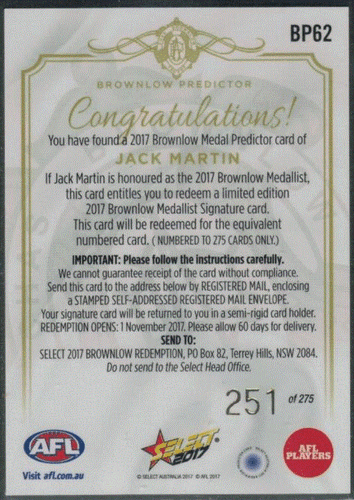 BP62
BROWNLOW PREDICTOR
Congratulations!
You have found a 2017 Brownlow Medal Predictor card of
JACK MARTIN
If Jack Martin is honoured as the 2017 Brownlow Medallist,
this card entitles you to redeem a limited edition
2017 Brownlow Medallist Signature card.
This card will be redeemed for the equivalent
numbered card. ( NUMBERED TO 275 CARDS ONLY.)
IMPORTANT: Please follow the instructions carefully.
We cannot guarantee receipt of the card without compliance.
Send this card to the address below by REGISTERED MAIL, enclosing
a STAMPED SELF-ADDRESSED REGISTERED MAIL ENVELOPE.
Your signature card will be returned to you in a semi-rigid card holder.
REDEMPTION OPENS: 1 November 2017. Please allow 60 days for delivery.
SEND TO:
SELECT 2017 BROWNLOW REDEMPTION, PO Box 82, Terrey Hills, NSW 2084.
Do not send to the Select Head Office.
251 of 275
AFL
SELECT
2017
AFL
PLAYERS
Visit afl.com.au
© SELECT AUSTRALIA 2017 © AFL 2017